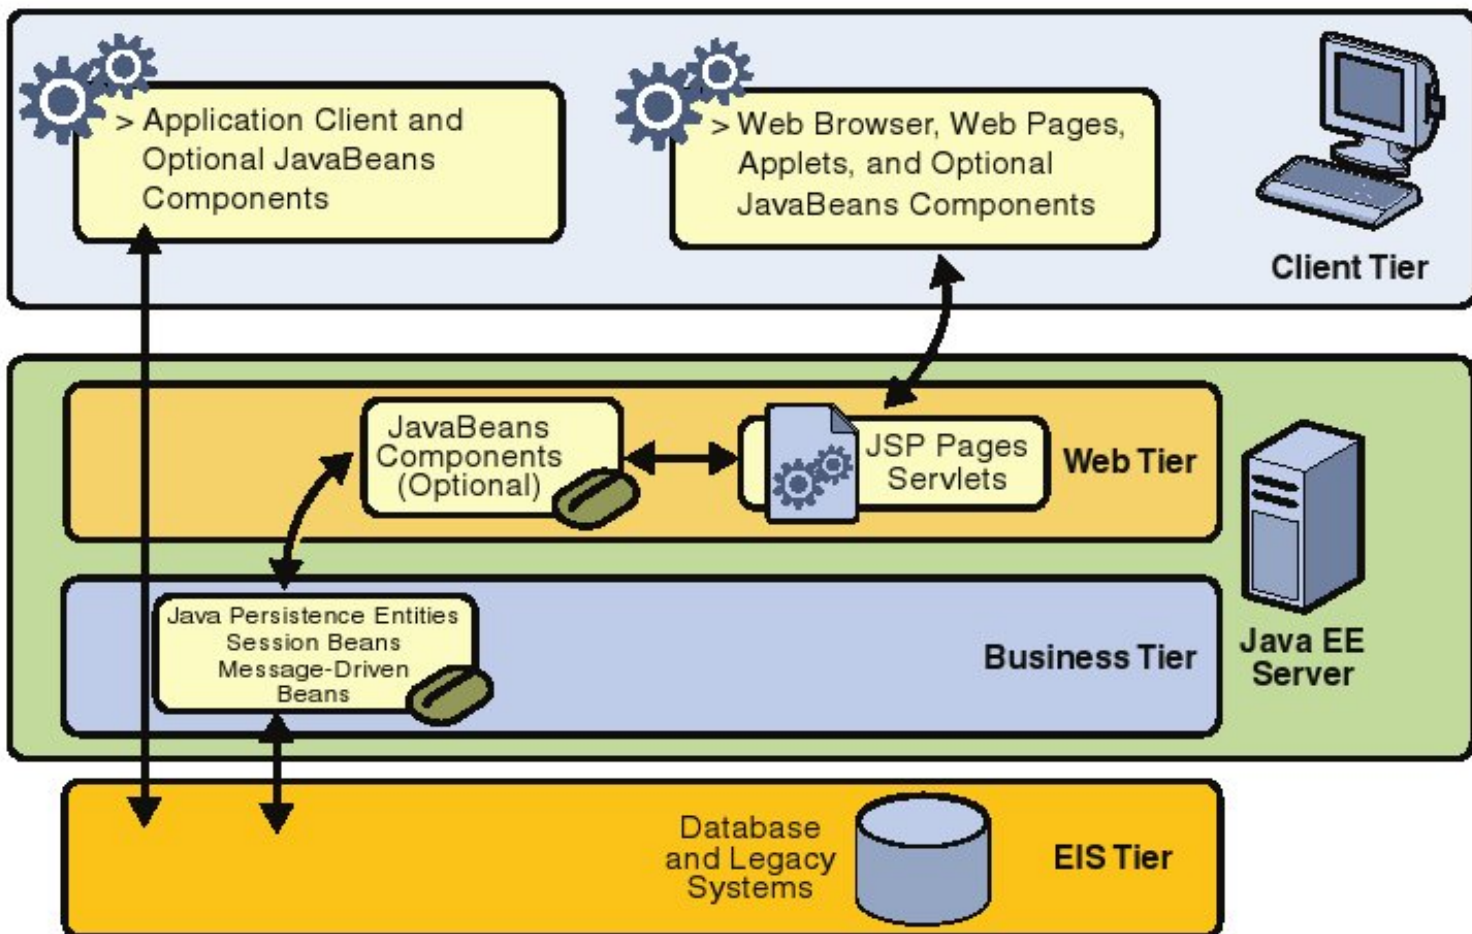 > Application Client and
Optional JavaBeans
Components
> Web Browser, Web Pages,
Applets, and Optional
JavaBeans Components
Client Tier
JavaBeans
Components
(Optional)
JSP Pages
Servlets
Web Tier
Java Persistence Entities
Session Beans
Message-Driven
Beans
Business Tier
Java EE
Server
Database
and Legacy
Systems
EIS Tier